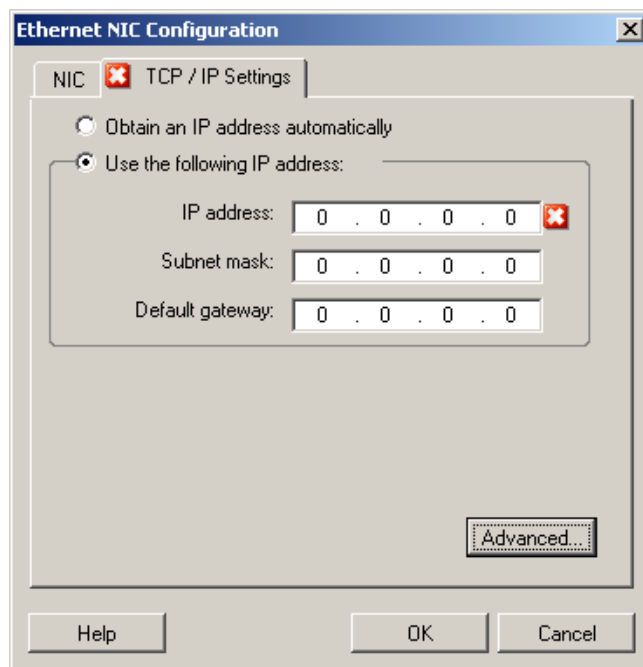 Ethernet NIC Configuration
NIC TCP / IP Settings
Obtain an IP address automatically
Use the following IP address:
IP address: 0 . 0 . 0 . 0
Subnet mask: 0 . 0 . 0 . 0
Default gateway: 0 . 0 . 0 . 0
Advanced...
Help OK Cancel